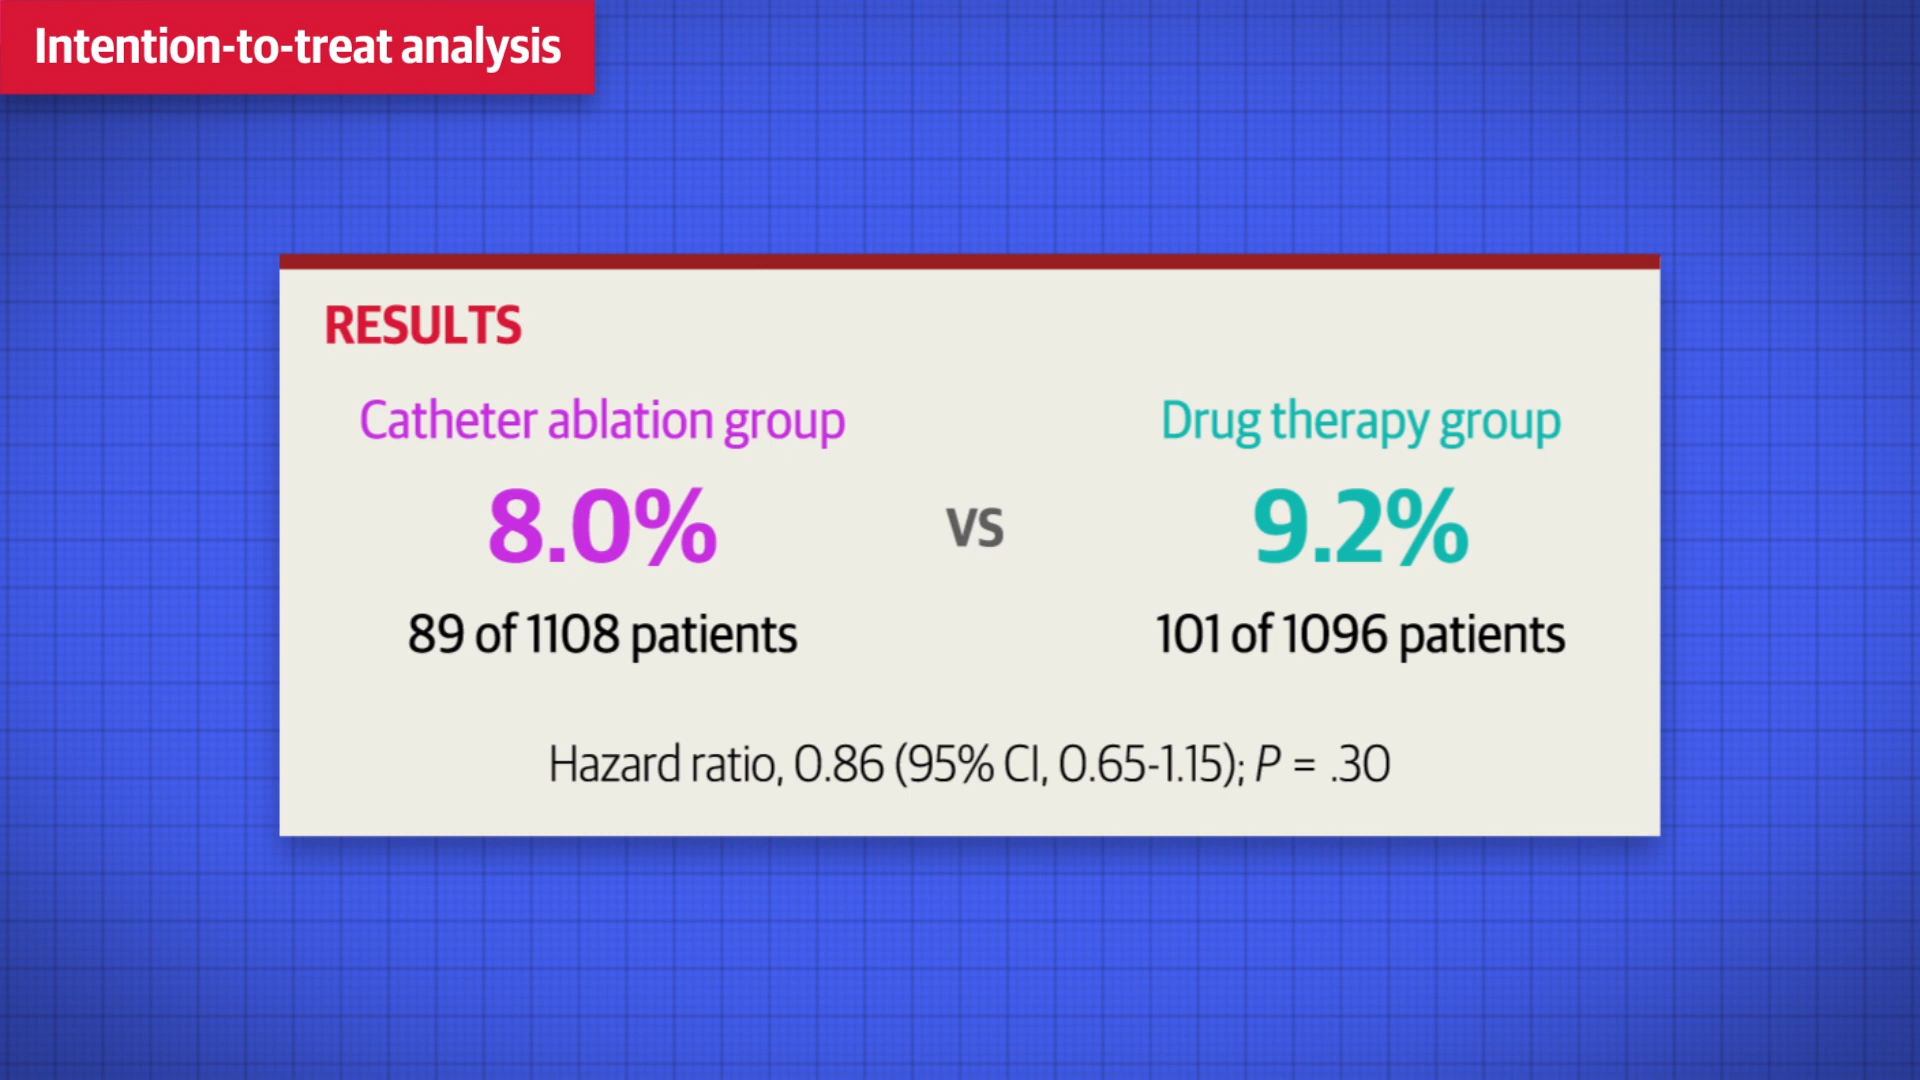 Intention-to-treat analysis
RESULTS
Catheter ablation group
8.0%
89 of 1108 patients
VS
Drug therapy group
9.2%
101 of 1096 patients
Hazard ratio, 0.86 (95% CI, 0.65-1.15); P = .30